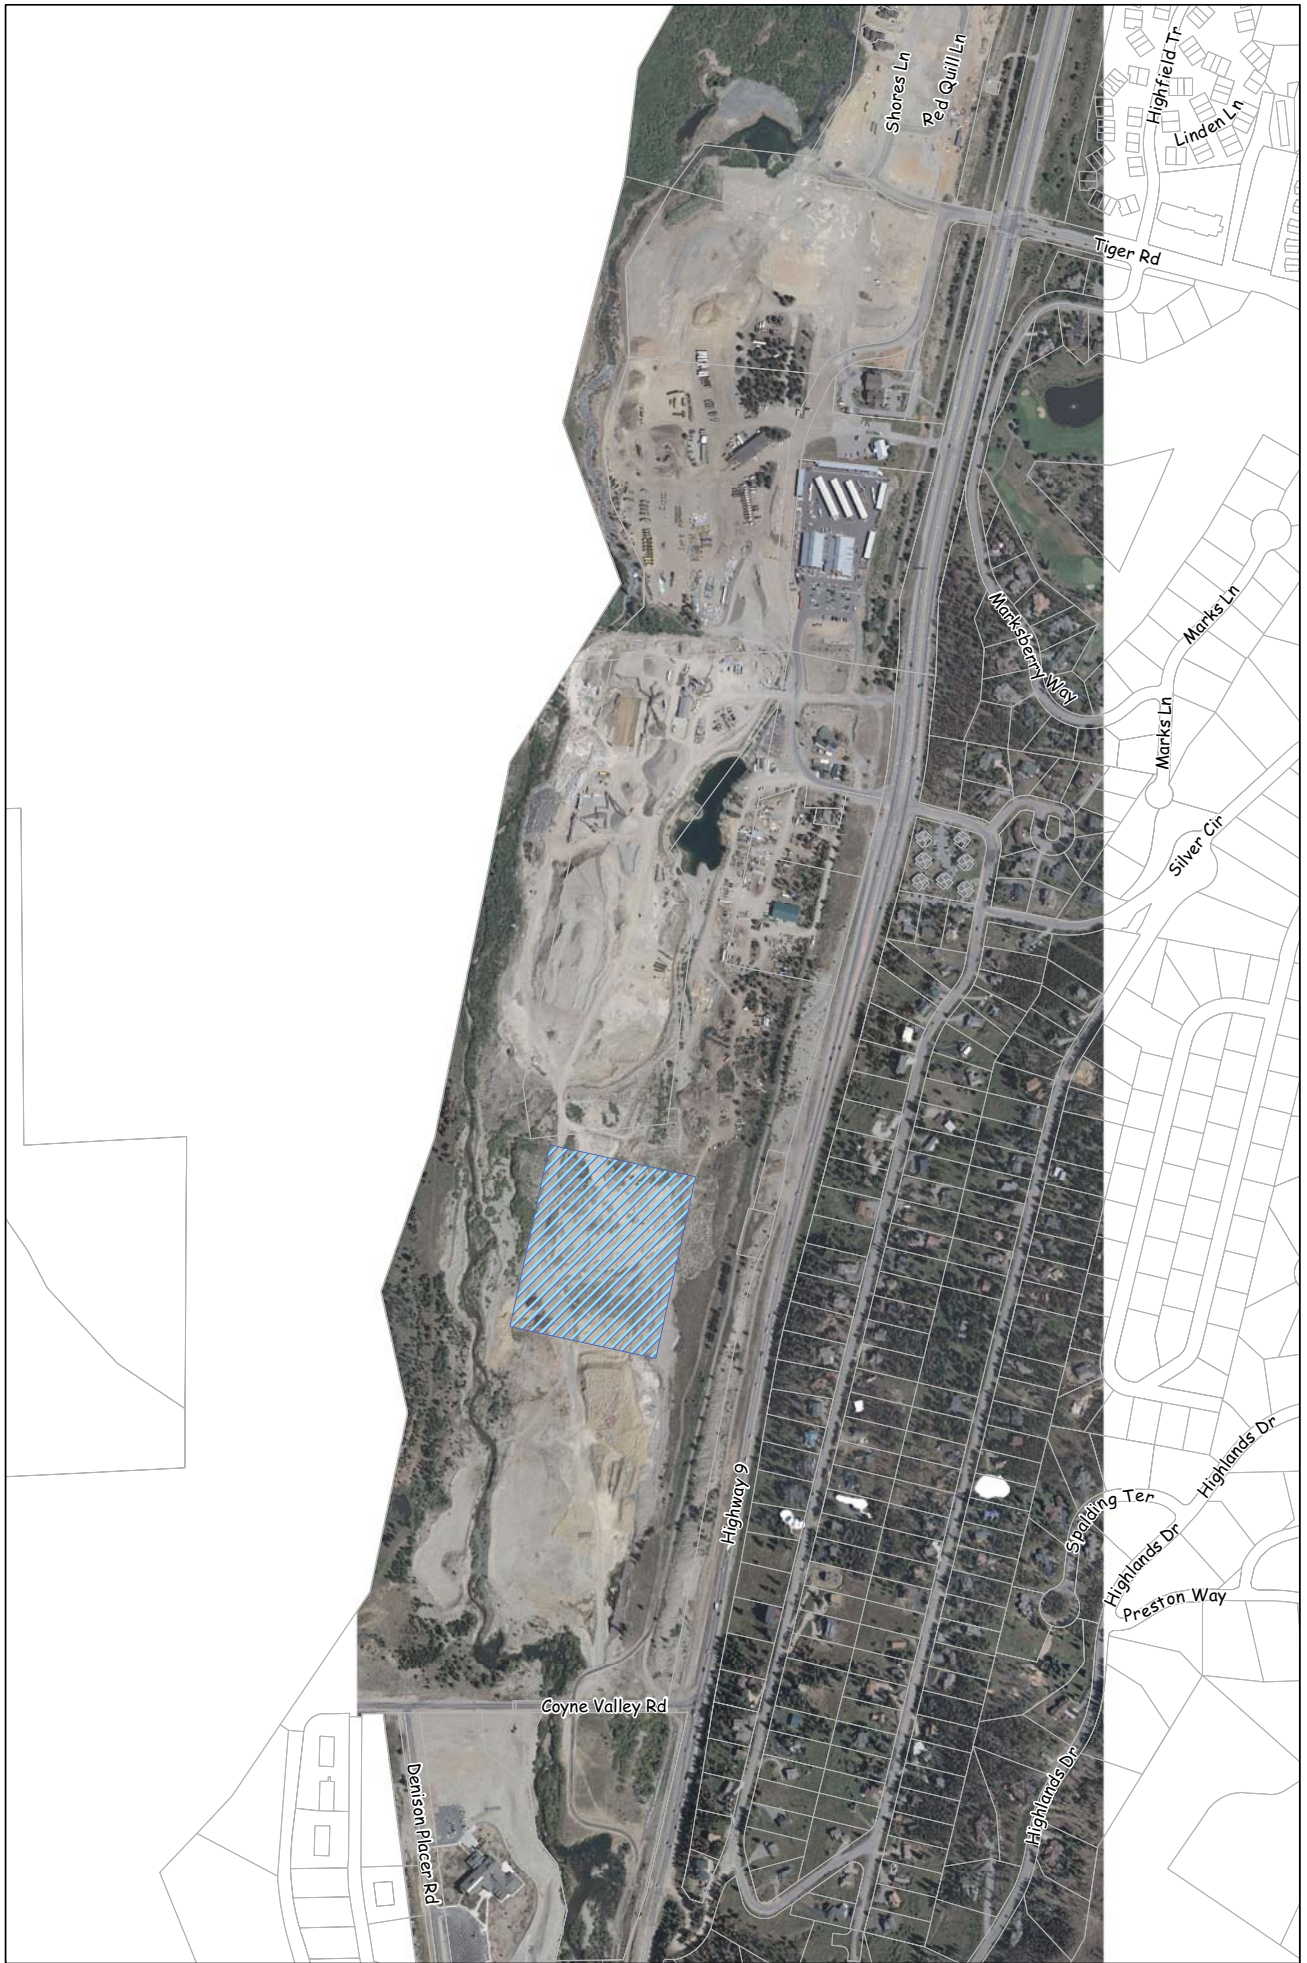 Shores Ln
Red Quill Ln
Highfield Tr
Linden Ln
Tiger Rd
Marks Ln
Marksberry Way
Marks Ln
Silver Cir
Highlands Dr
Highway 9
Spalding Ter
Highlands Dr
Preston Way
Coyne Valley Rd
Denison Placer Rd
Highlands Dr